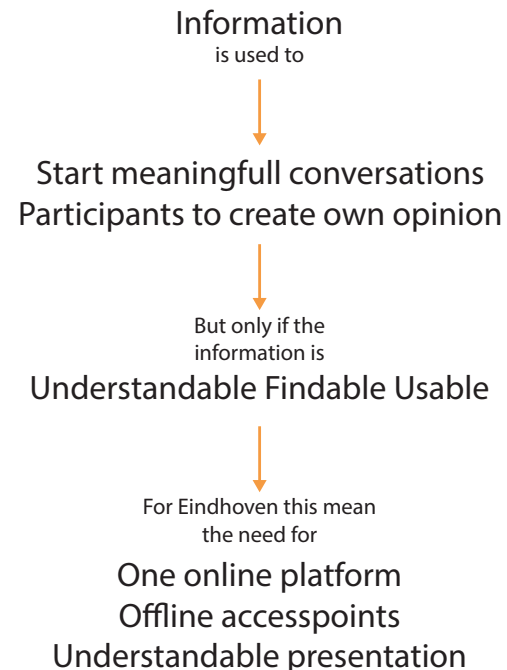 Information
is used to
Start meaningfull conversations
Participants to create own opinion
But only if the
information is
Understandable Findable Usable
For Eindhoven this mean
the need for
One online platform
Offline accesspoints
Understandable presentation